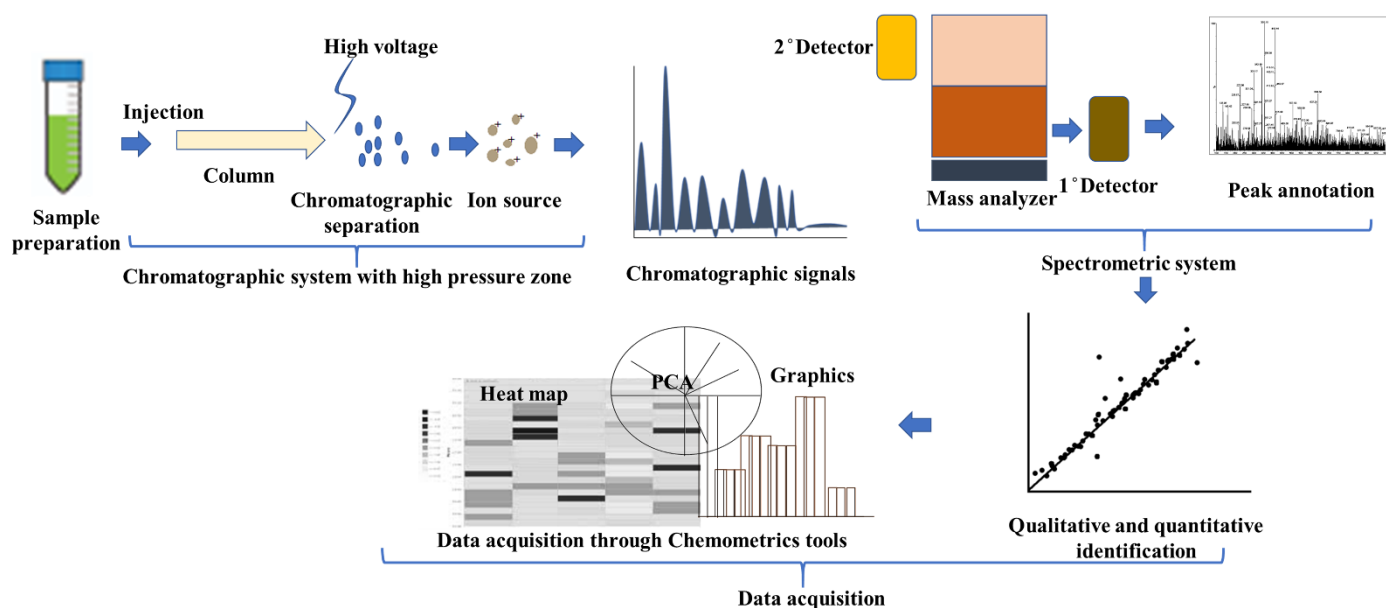 High voltage
Injection
Column
Sample
preparation
Chromatographic
separation
Ion source
Chromatographic system with high pressure zone
Chromatographic signals
2°Detector
Mass analyzer
1°Detector
Peak annotation
Spectrometric system
Heat map
PCA
Graphics
Data acquisition through Chemometrics tools
Qualitative and quantitative
identification
Data acquisition